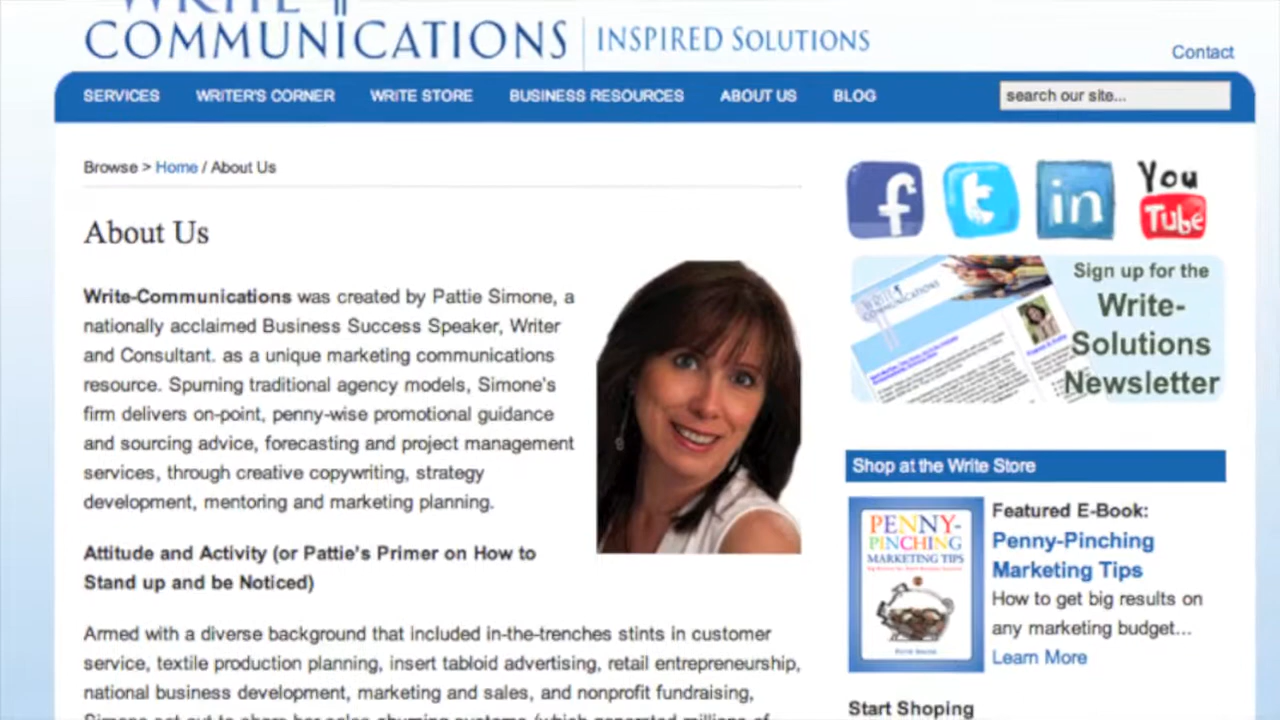 WRITE
COMMUNICATIONS
INSPIRED SOLUTIONS
Contact
SERVICES
WRITER'S CORNER
WRITE STORE
BUSINESS RESOURCES
ABOUT US
BLOG
search our site...
Browse > Home / About Us
About Us
Write-Communications was created by Pattie Simone, a
nationally acclaimed Business Success Speaker, Writer
and Consultant. as a unique marketing communications
resource. Spurning traditional agency models, Simone's
firm delivers on-point, penny-wise promotional guidance
and sourcing advice, forecasting and project management
services, through creative copywriting, strategy
development, mentoring and marketing planning.
Attitude and Activity (or Pattie's Primer on How to
Stand up and be Noticed)
Armed with a diverse background that included in-the-trenches stints in customer
service, textile production planning, insert tabloid advertising, retail entrepreneurship,
national business development, marketing and sales, and nonprofit fundraising,
f
t
in
You
Tube
WRITE
COMMUNICATIONS
Sign up for the
Write-
Solutions
Newsletter
Shop at the Write Store
PENNY-
PINCHING
MARKETING TIPS
Featured E-Book:
Penny-Pinching
Marketing Tips
How to get big results on
any marketing budget...
Learn More
Start Shoping